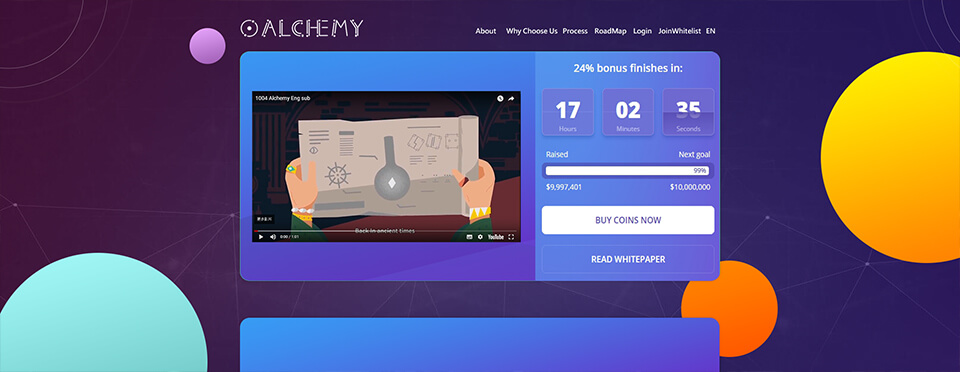 ALCHEMY
About Why Choose Us Process RoadMap Login JoinWhitelist EN
1004 Alchemy Eng sub
Back in ancient times
0:00 / 1:01
YouTube
24% bonus finishes in:
17 02 35
Hours Minutes Seconds
Raised Next goal
99%
$9,997,401 $10,000,000
BUY COINS NOW
READ WHITEPAPER